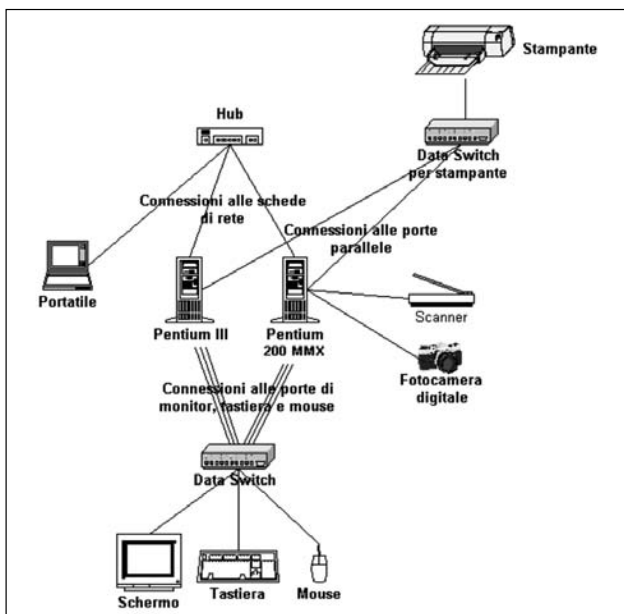 Stampante
Hub
Data Switch
per stampante
Connessioni alle schede
di rete
Connessioni alle porte
parallele
Portatile
Pentium III
Pentium
200 MMX
Scanner
Fotocamera
digitale
Connessioni alle porte di
monitor, tastiera e mouse
Data Switch
Schermo
Tastiera
Mouse